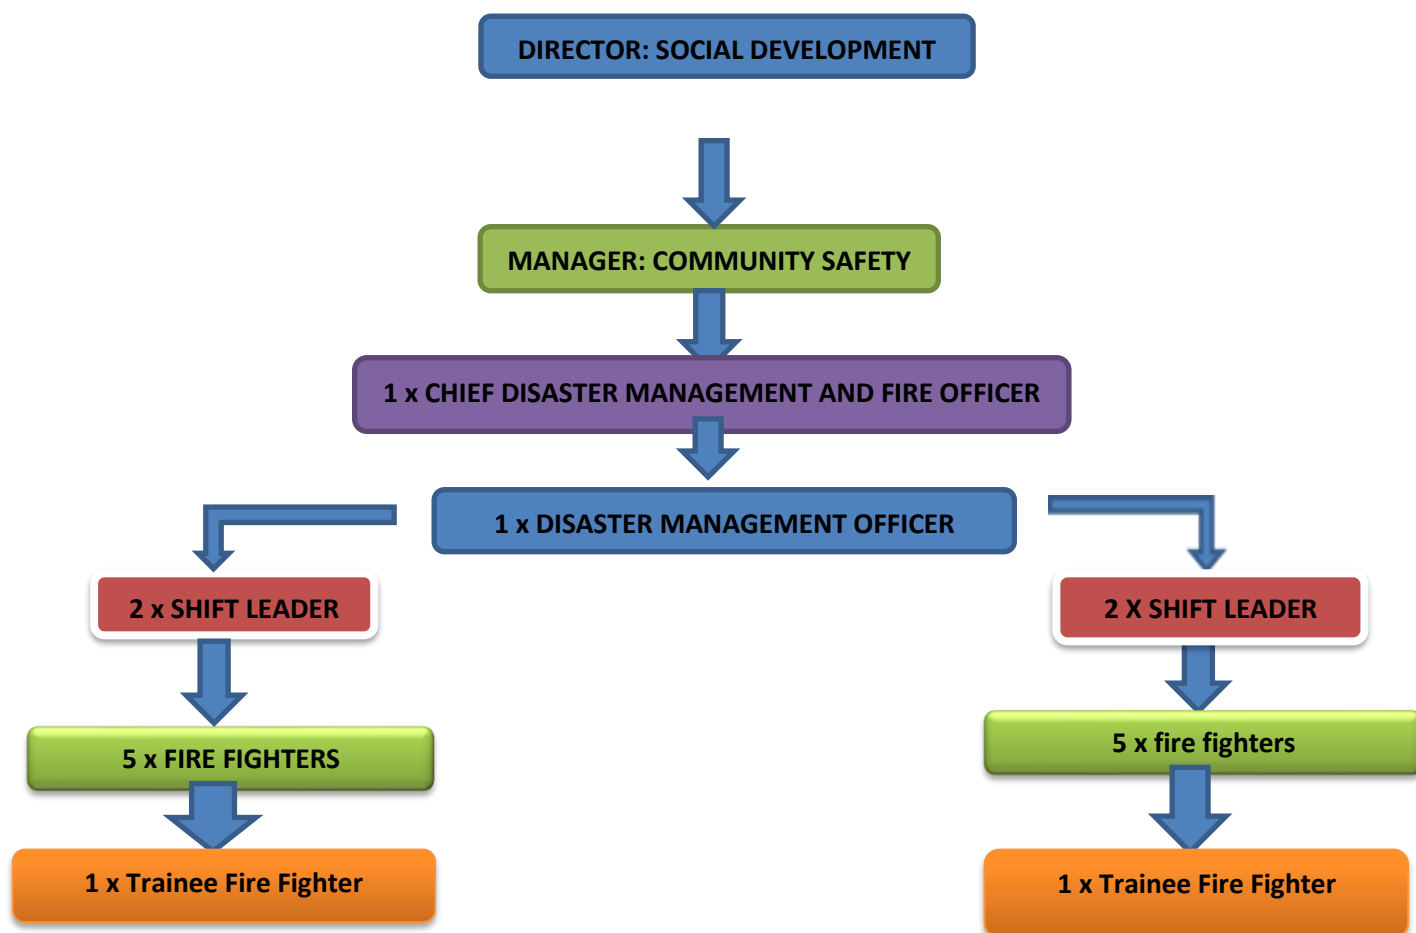 DIRECTOR: SOCIAL DEVELOPMENT
MANAGER: COMMUNITY SAFETY
1 x CHIEF DISASTER MANAGEMENT AND FIRE OFFICER
1 x DISASTER MANAGEMENT OFFICER
2 x SHIFT LEADER
2 X SHIFT LEADER
5 x FIRE FIGHTERS
5 x fire fighters
1 x Trainee Fire Fighter
1 x Trainee Fire Fighter